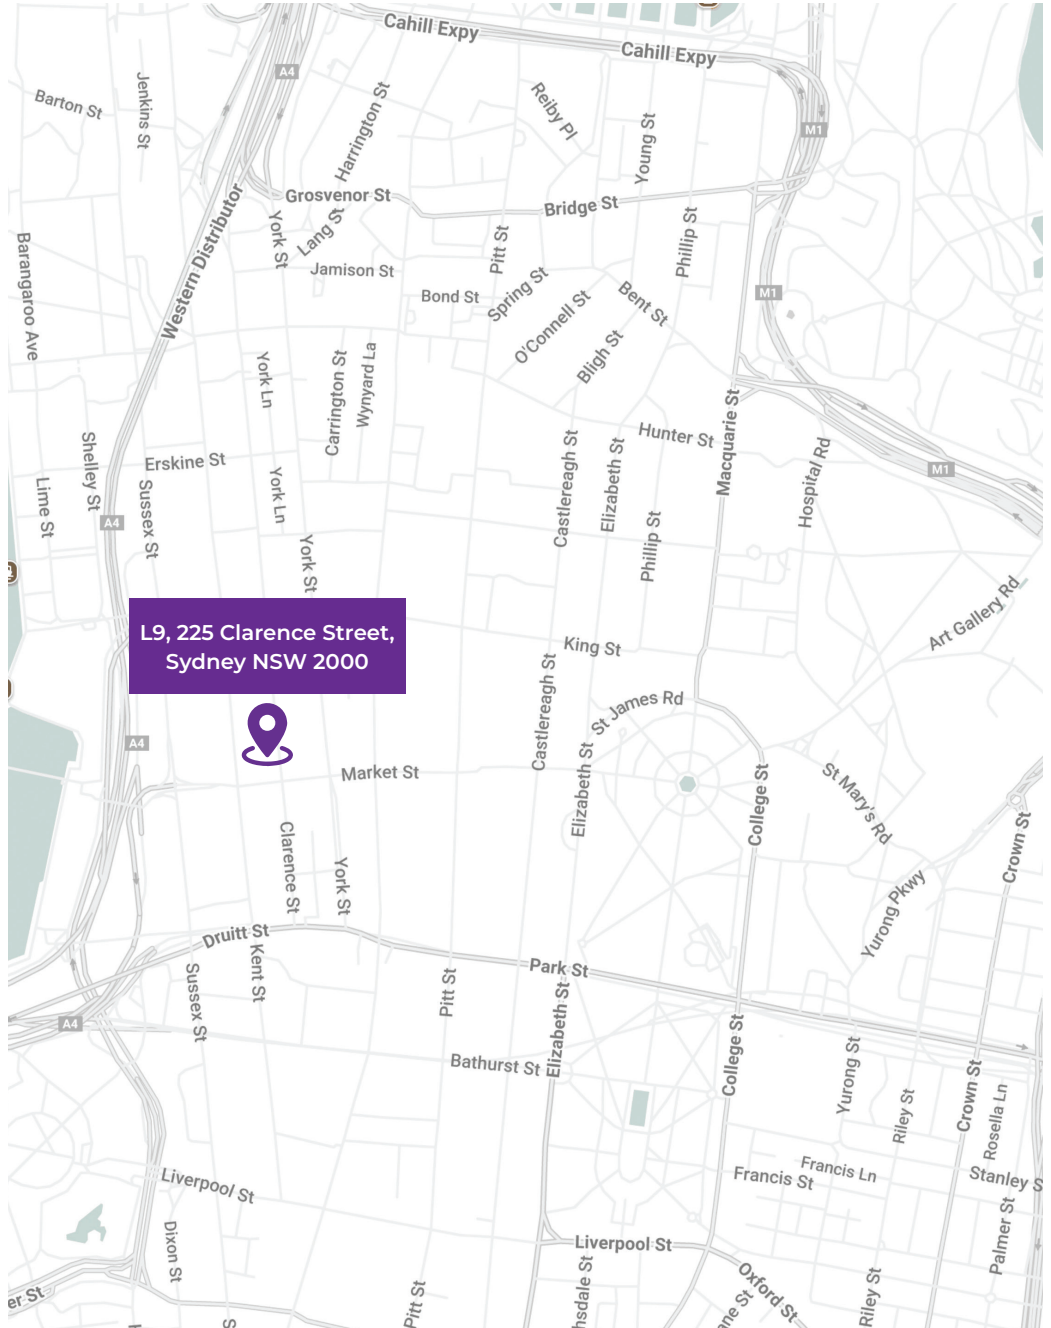 Cahill Expy
Cahill Expy
A4
Jenkins St
Barton St
Harrington St
Reiby Pl
Young St
M1
Western Distributor
Grosvenor St
Bridge St
York St
Lang St
Pitt St
Phillip St
Barangaroo Ave
Jamison St
Bond St
Spring St
O'Connell St
Bent St
M1
Bligh St
York Ln
Carrington St
Wynyard La
Macquarie St
Hunter St
Shelley St
Erskine St
Castlereagh St
Elizabeth St
Hospital Rd
M1
Lime St
Sussex St
York Ln
A4
Phillip St
York St
Art Gallery Rd
L9, 225 Clarence Street,
Sydney NSW 2000
King St
Castlereagh St
St James Rd
A4
Market St
Elizabeth St
College St
St Mary's Rd
Crown St
Clarence St
York St
Yurong Pkwy
Druitt St
Kent St
Park St
Sussex St
Pitt St
Elizabeth St
A4
College St
Bathurst St
Yurong St
Riley St
Crown St
Rosella Ln
Liverpool St
Francis St
Francis Ln
Stanley S
Palmer St
Dixon St
Liverpool St
Oxford St
er St
Pitt St
nsdale St
ane St
Riley St
S